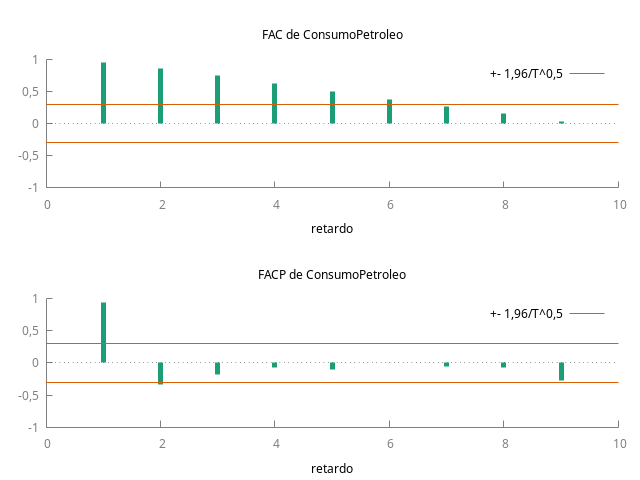 FAC de ConsumoPetroleo
+- 1,96/T^0,5
1
0,5
0
-0,5
-1
0 2 4 6 8 10
retardo
FACP de ConsumoPetroleo
+- 1,96/T^0,5
1
0,5
0
-0,5
-1
0 2 4 6 8 10
retardo